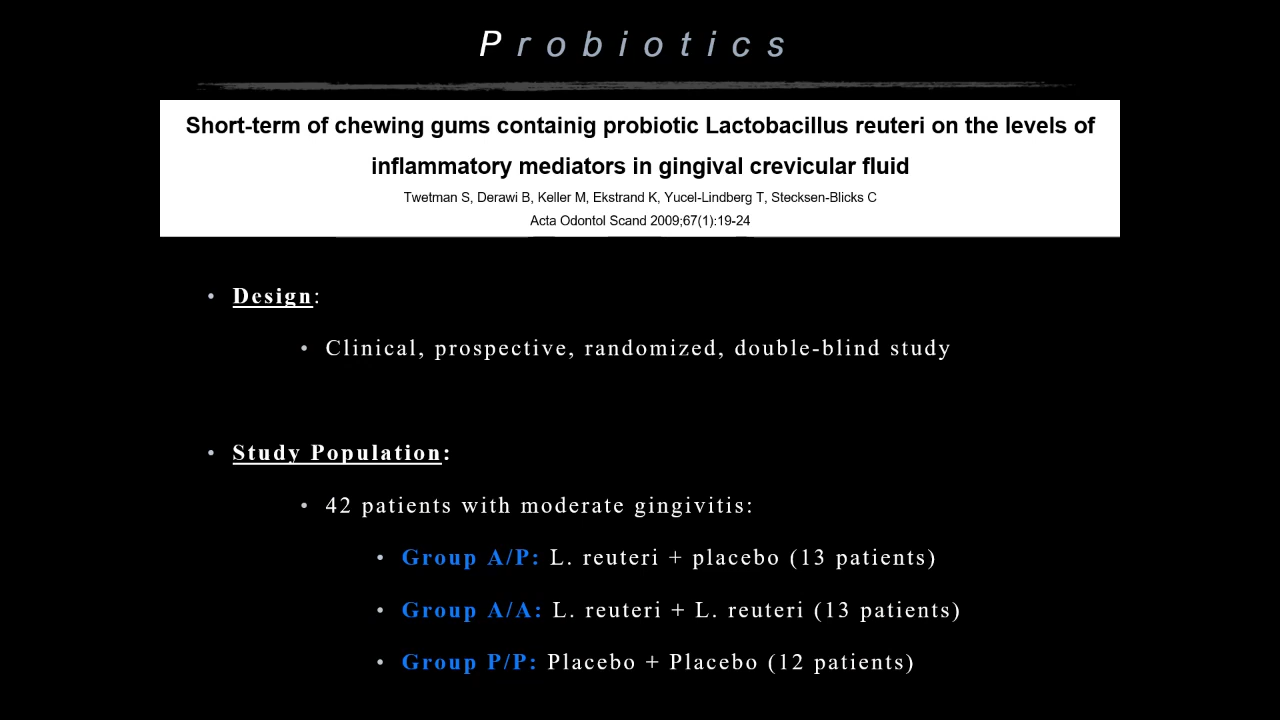 Probiotics
Short-term of chewing gums containig probiotic Lactobacillus reuteri on the levels of
inflammatory mediators in gingival crevicular fluid
Twetman S, Derawi B, Keller M, Ekstrand K, Yucel-Lindberg T, Stecksen-Blicks C
Acta Odontol Scand 2009;67(1):19-24
• Design:
• Clinical, prospective, randomized, double-blind study
• Study Population:
• 42 patients with moderate gingivitis:
• Group A/P: L. reuteri + placebo (13 patients)
• Group A/A: L. reuteri + L. reuteri (13 patients)
• Group P/P: Placebo + Placebo (12 patients)